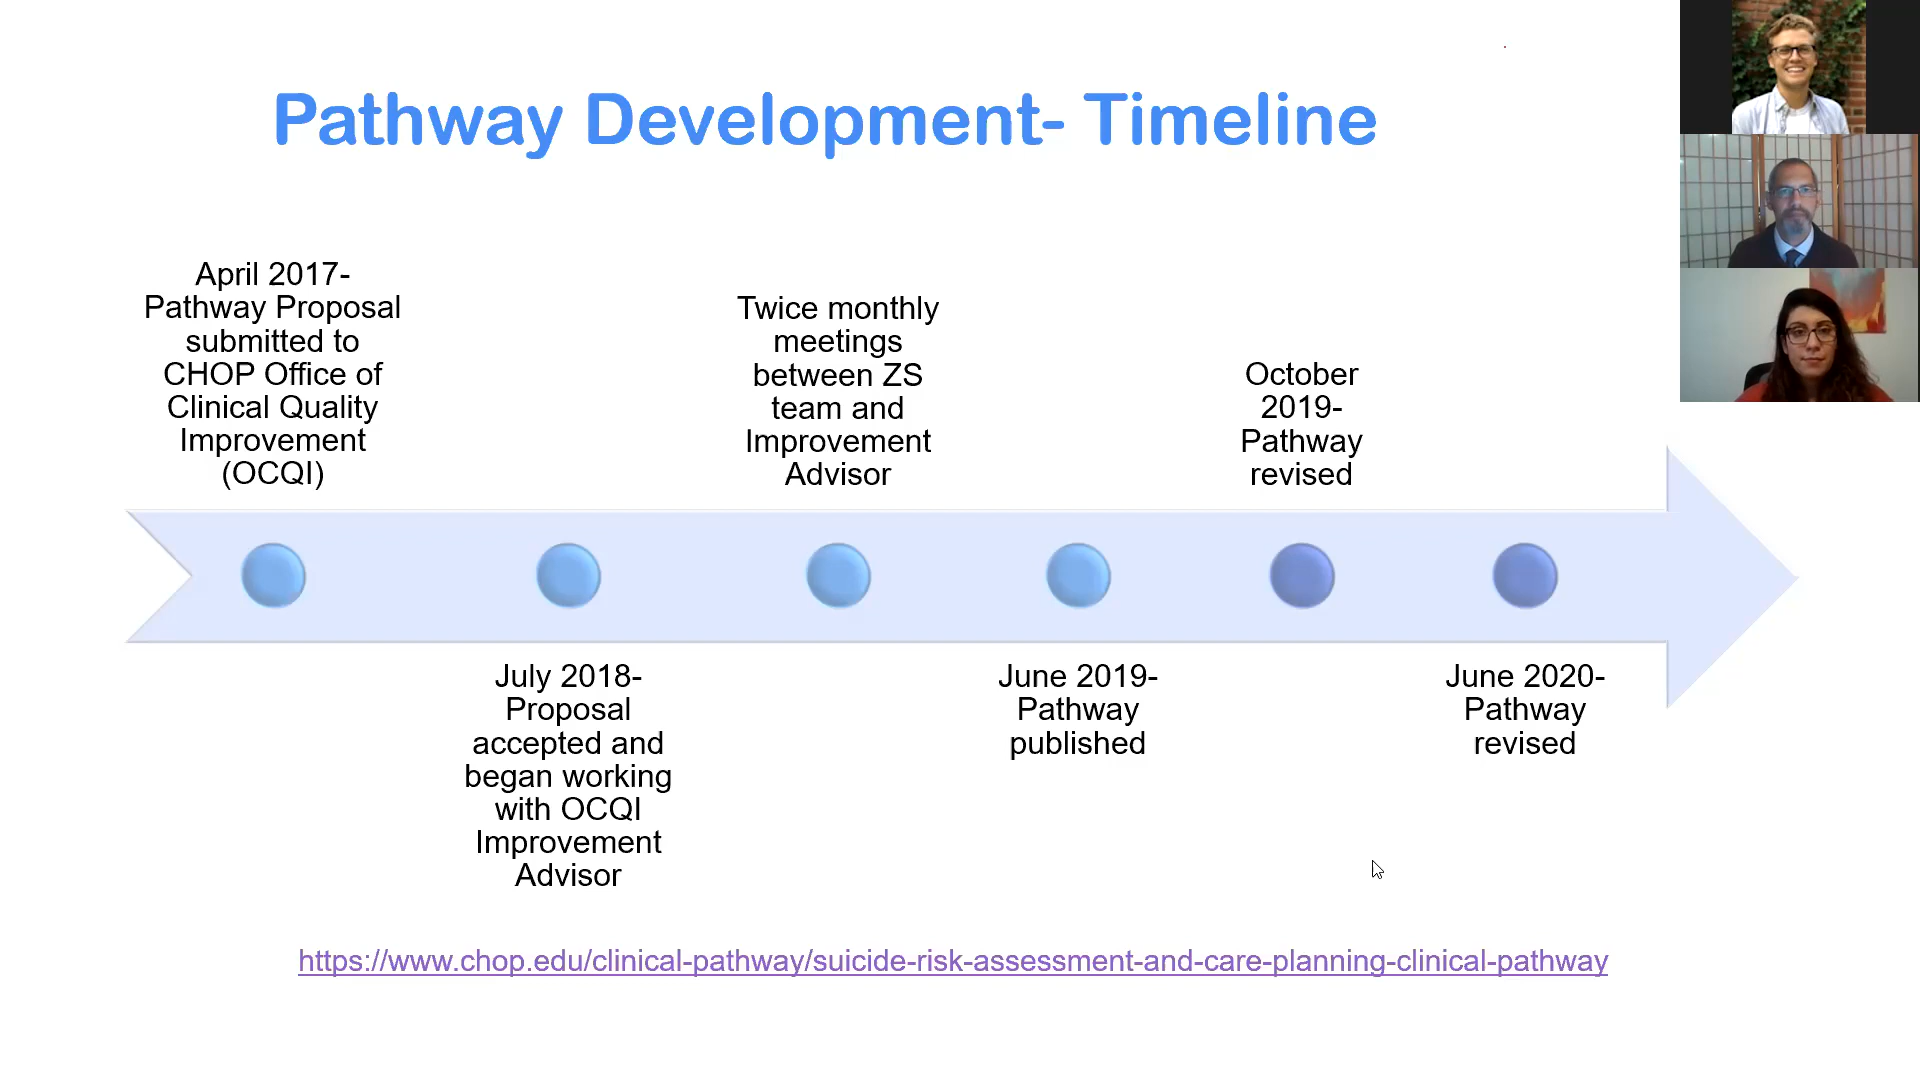 Pathway Development- Timeline
April 2017-
Pathway Proposal
submitted to
CHOP Office of
Clinical Quality
Improvement
(OCQI)
July 2018-
Proposal
accepted and
began working
with OCQI
Improvement
Advisor
Twice monthly
meetings
between ZS
team and
Improvement
Advisor
June 2019-
Pathway
published
October
2019-
Pathway
revised
June 2020-
Pathway
revised
https://www.chop.edu/clinical-pathway/suicide-risk-assessment-and-care-planning-clinical-pathway